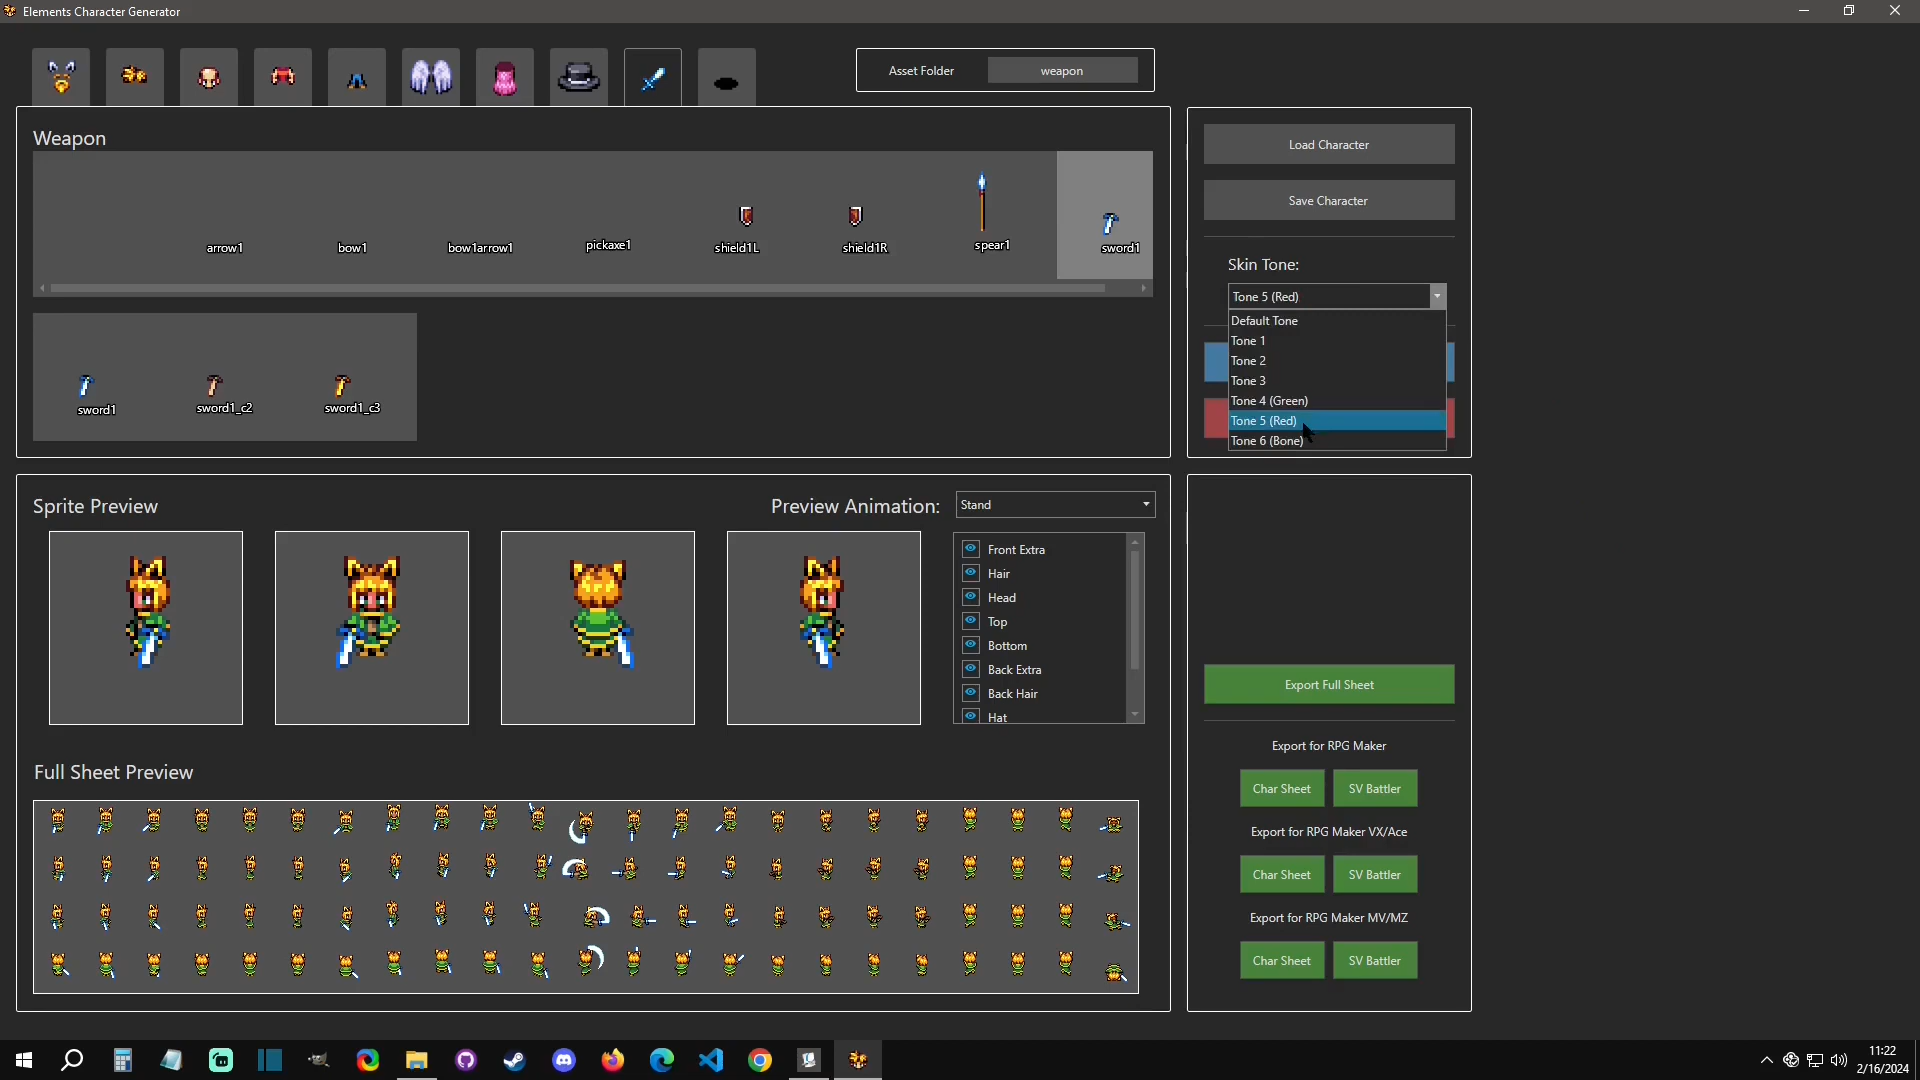 Elements Character Generator
Asset Folder
weapon
Weapon
arrow1
bow1
bow1arrow1
pickaxe1
shield1L
shield1R
spear1
sword1
sword1
sword1_c2
sword1_c3
Load Character
Save Character
Skin Tone:
Tone 5 (Red)
Default Tone
Tone 1
Tone 2
Tone 3
Tone 4 (Green)
Tone 5 (Red)
Tone 6 (Bone)
Sprite Preview
Preview Animation:
Stand
Front Extra
Hair
Head
Top
Bottom
Back Extra
Back Hair
Hat
Full Sheet Preview
Export Full Sheet
Export for RPG Maker
Char Sheet
SV Battler
Export for RPG Maker VX/Ace
Char Sheet
SV Battler
Export for RPG Maker MV/MZ
Char Sheet
SV Battler
11:22
2/16/2024